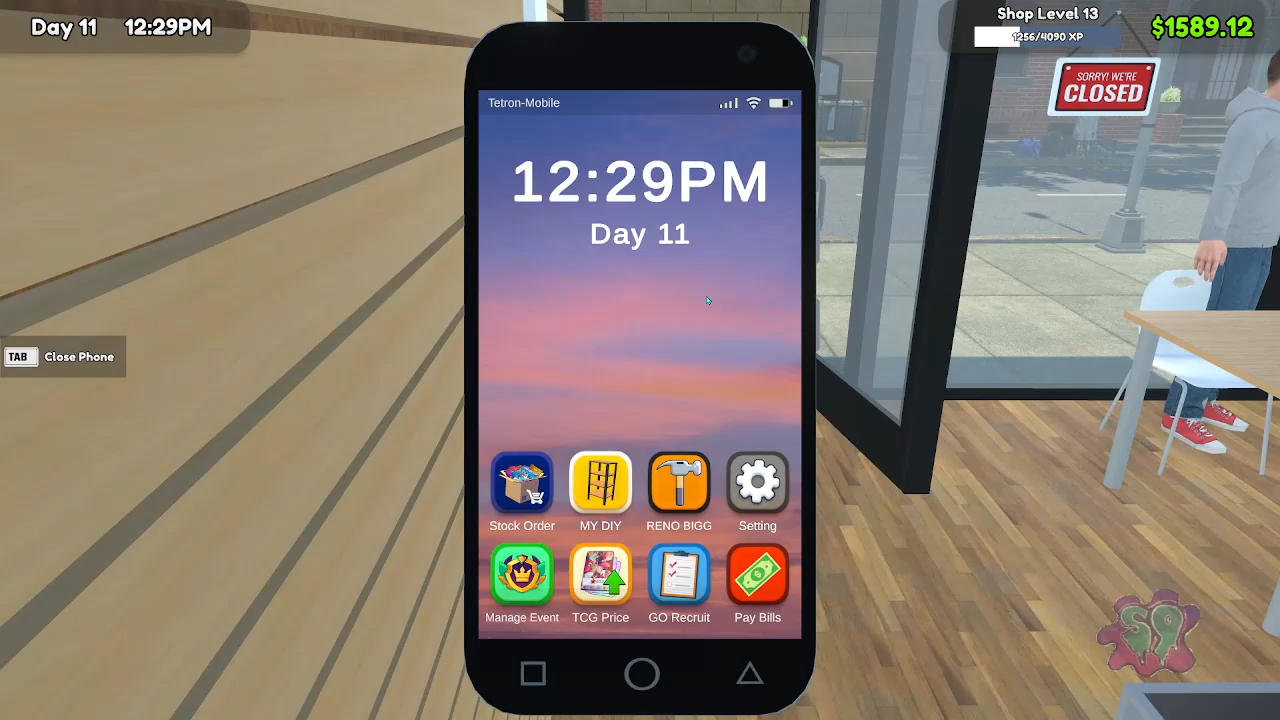 Day 11 12:29PM
Shop Level 13
1256/4090 XP
$1589.12
SORRY! WE'RE
CLOSED
Tetron-Mobile
12:29PM
Day 11
TAB Close Phone
Stock Order MY DIY RENO BIGG Setting
Manage Event TCG Price GO Recruit Pay Bills
S9